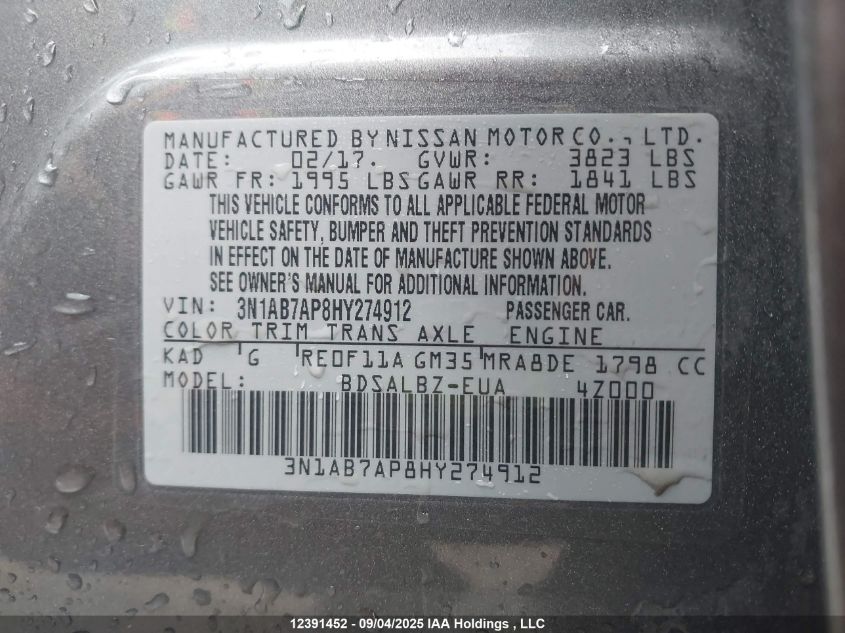 MANUFACTURED BY NISSAN MOTOR CO., LTD.
DATE: 02/17. GVWR: 3823 LBS
GAWR FR: 1995 LBS GAWR RR: 1841 LBS
THIS VEHICLE CONFORMS TO ALL APPLICABLE FEDERAL MOTOR
VEHICLE SAFETY, BUMPER AND THEFT PREVENTION STANDARDS
IN EFFECT ON THE DATE OF MANUFACTURE SHOWN ABOVE.
SEE OWNER'S MANUAL FOR ADDITIONAL INFORMATION.
VIN: 3N1AB7AP8HY274912 PASSENGER CAR.
COLOR TRIM TRANS AXLE ENGINE
KAD G RE0F11A GM35 MRA8DE 1798 CC
MODEL: BDSALBZ-EUA 4Z000
3N1AB7AP8HY274912
12391452 - 09/04/2025 IAA Holdings , LLC